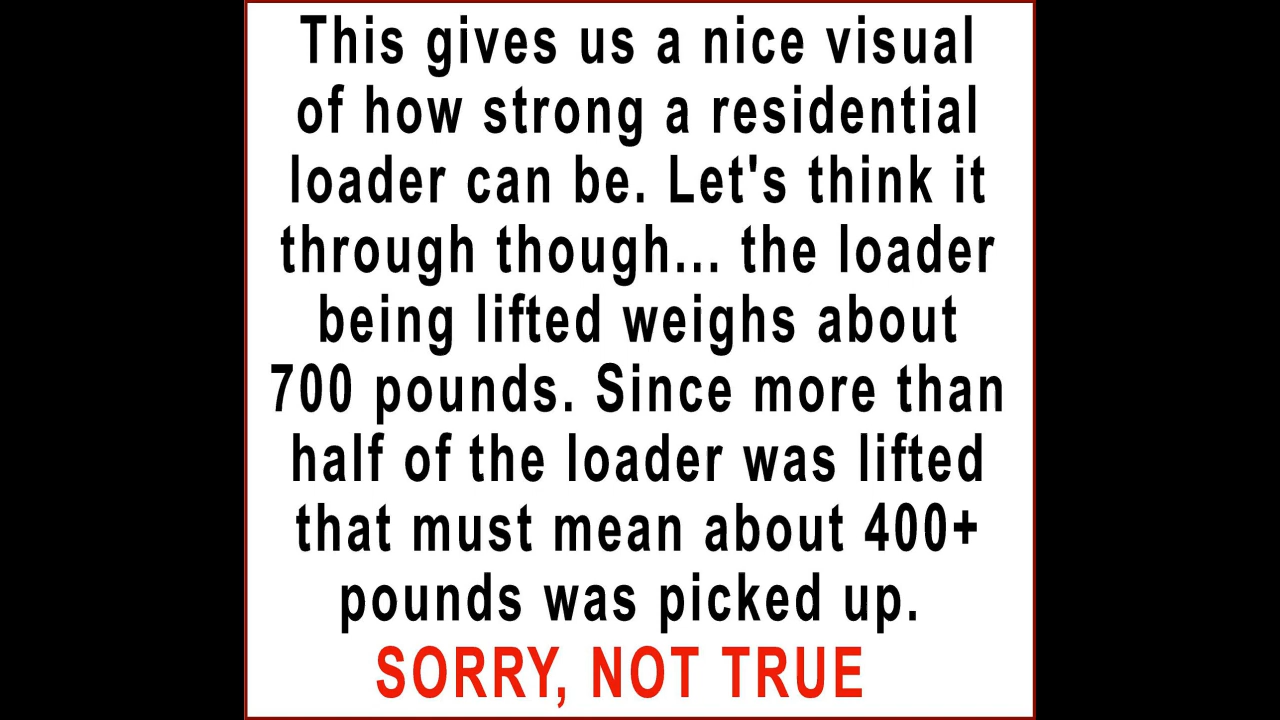 This gives us a nice visual
of how strong a residential
loader can be. Let's think it
through though... the loader
being lifted weighs about
700 pounds. Since more than
half of the loader was lifted
that must mean about 400+
pounds was picked up.
SORRY, NOT TRUE